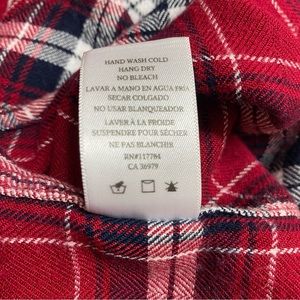 HAND WASH COLD
HANG DRY
NO BLEACH
LAVAR A MANO EN AGUA FRIA
SECAR COLGADO
NO USAR BLANQUEADOR
LAVER À LA FROIDE
SUSPENDRE POUR SÉCHER
NE PAS BLANCHIR
RN#117784
CA 36979